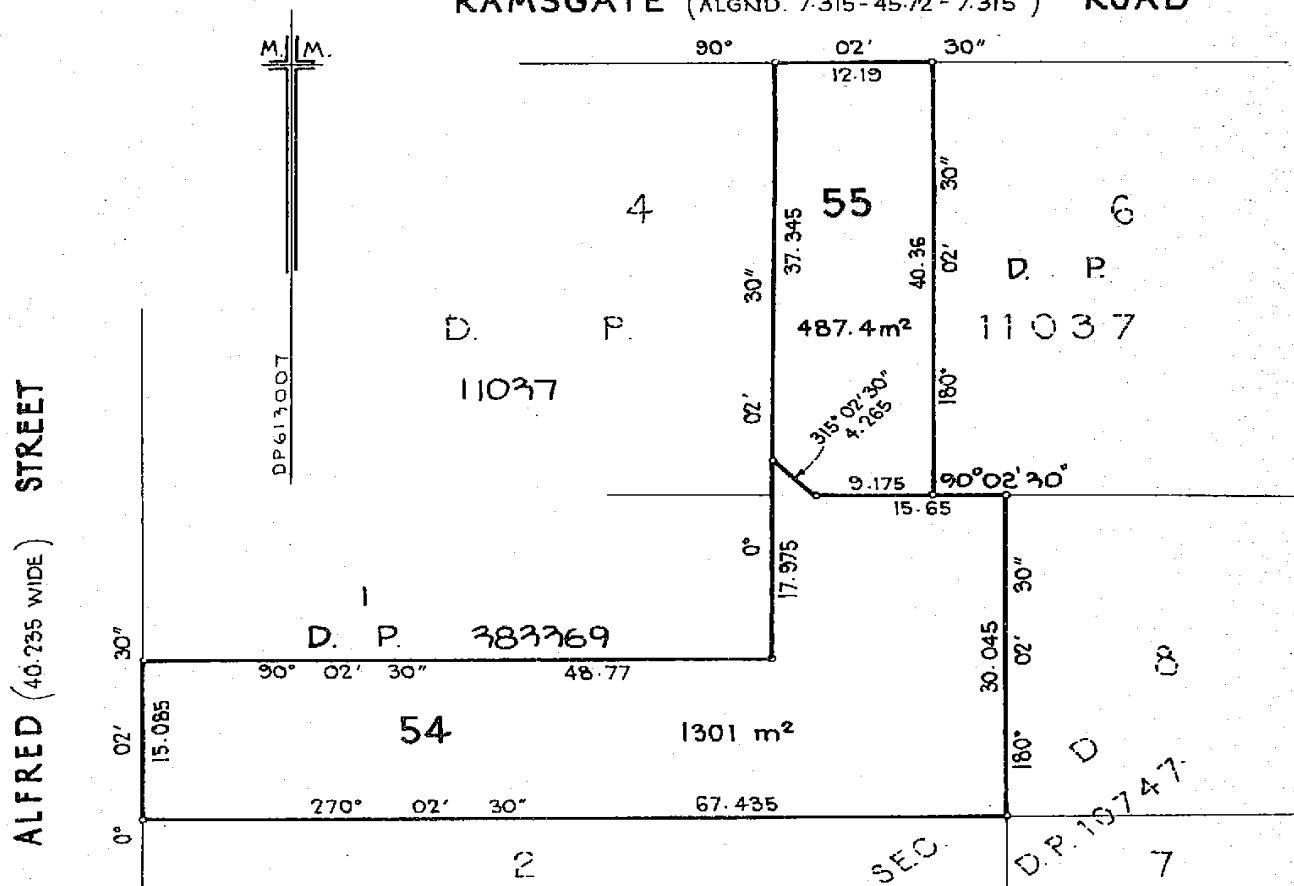 RAMSGATE (ALGND. 7.315-45.72-7.315) ROAD
M. M.
90° 02' 30"
12.19
4
55
6
30"
37.345
40.36
02'
D. P.
30"
D. P.
487.4m²
11037
DP613007
11037
180°
02'
315° 02' 30"
4.265
9.175
90°02'30"
15.65
0°
17.975
ALFRED (40.235 WIDE) STREET
1
D. P. 383369
30"
90° 02' 30" 48.77
30"
02'
30.045
8
02'
15.085
54
1301 m²
180°
D
270° 02' 30" 67.435
0°
2
SEC.
D.P. 10747
7